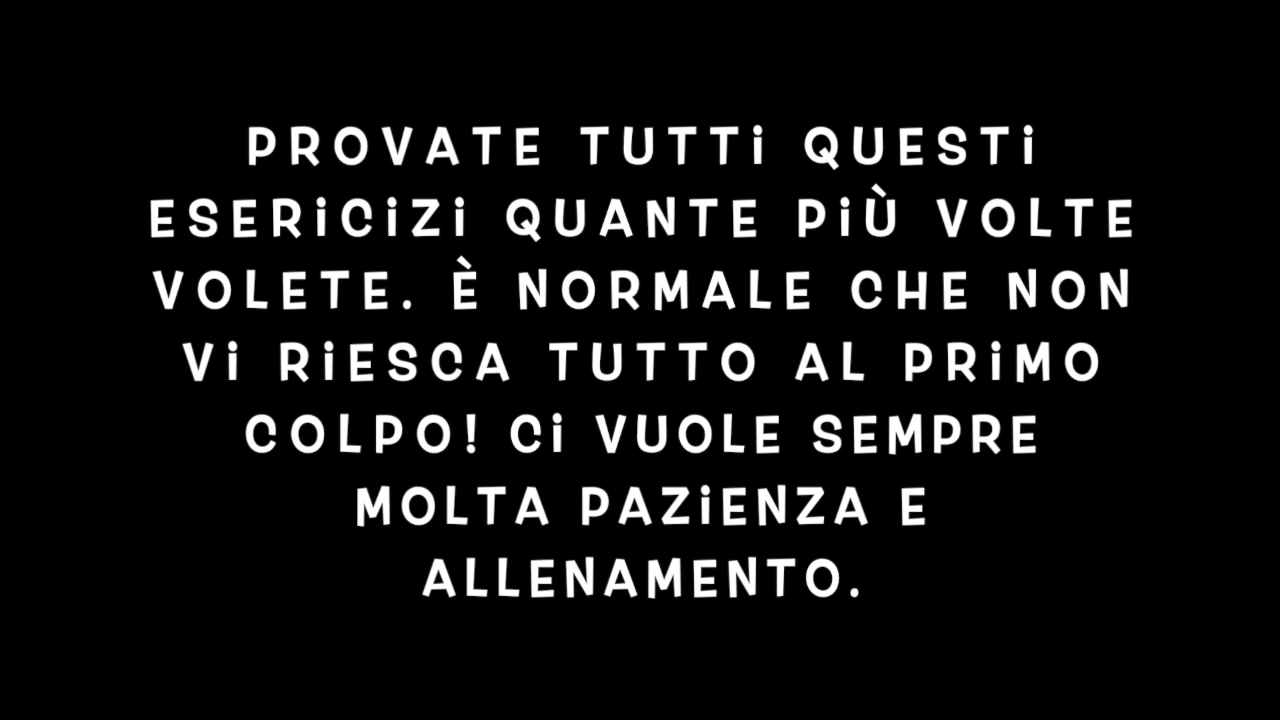 PROVATE TUTTi QUESTi
ESERiCiZi QUANTE PiÙ VOLTE
VOLETE. È NORMALE CHE NON
Vi RiESCA TUTTO AL PRiMO
COLPO! Ci VUOLE SEMPRE
MOLTA PAZiENZA E
ALLENAMENTO.